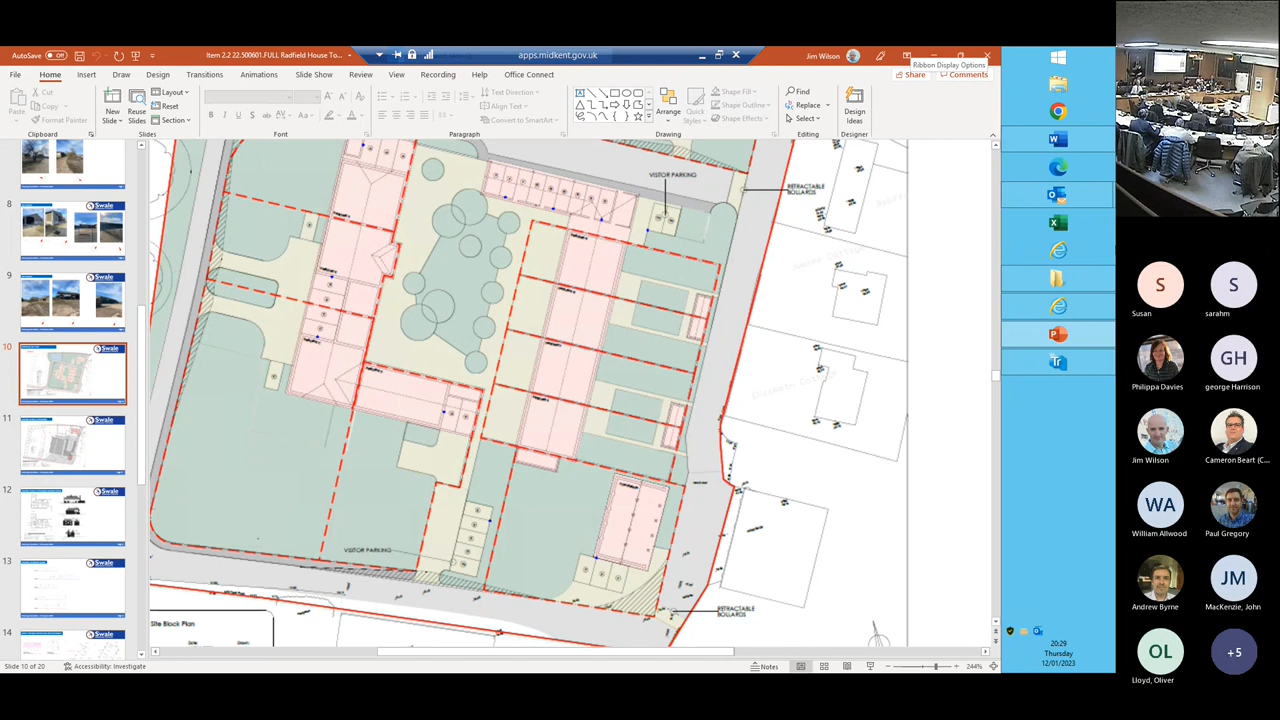 AutoSave Off
Item 2.2 22.500601.FULL Radfield House To...
apps.midkent.gov.uk
Jim Wilson
Ribbon Display Options
File Home Insert Draw Design Transitions Animations Slide Show Review View Recording Help Office Connect
Share Comments
Paste
Cut
Copy
Format Painter
Clipboard
New Slide
Reuse Slides
Layout
Reset
Section
Slides
Font
Text Direction
Align Text
Convert to SmartArt
Paragraph
Arrange
Quick Styles
Shape Fill
Shape Outline
Shape Effects
Drawing
Find
Replace
Select
Editing
Design Ideas
Designer
8
9
10
11
12
13
14
Swale
Swale
Swale
Swale
Swale
Swale
Swale
VISITOR PARKING
RETRACTABLE
BOLLARDS
VISITOR PARKING
RETRACTABLE
BOLLARDS
Site Block Plan
Slide 10 of 20
Accessibility: Investigate
Notes
244%
20:29
Thursday
12/01/2023
S
Susan
S
sarahm
Philippa Davies
GH
george Harrison
Jim Wilson
Cameron Beart (C...
WA
William Allwood
Paul Gregory
Andrew Byrne
JM
MacKenzie, John
OL
Lloyd, Oliver
+5